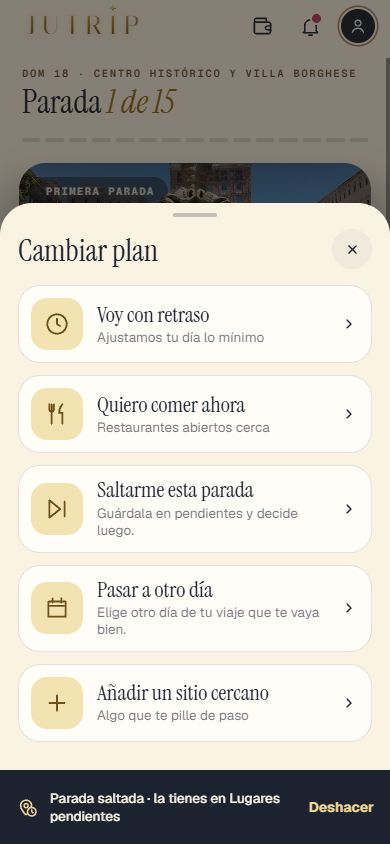 JUTRIP
DOM 18 · CENTRO HISTÓRICO Y VILLA BORGHESE
Parada 1 de 15
PRIMERA PARADA
Cambiar plan
Voy con retraso
Ajustamos tu día lo mínimo
Quiero comer ahora
Restaurantes abiertos cerca
Saltarme esta parada
Guárdala en pendientes y decide
luego.
Pasar a otro día
Elige otro día de tu viaje que te vaya
bien.
Añadir un sitio cercano
Algo que te pille de paso
Parada saltada · la tienes en Lugares
pendientes
Deshacer